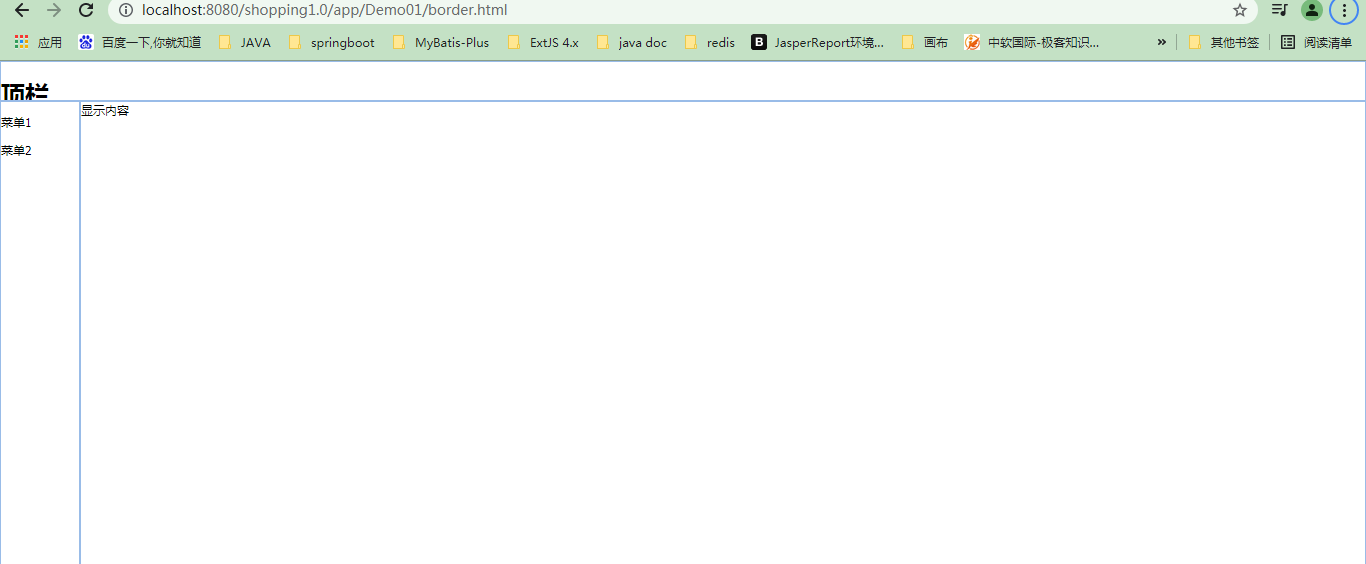 localhost:8080/shopping1.0/app/Demo01/border.html
应用 百度一下,你就知道 JAVA springboot MyBatis-Plus ExtJS 4.x java doc redis B JasperReport环境... 画布 中软国际-极客知识... » 其他书签 阅读清单
顶栏
菜单1 显示内容
菜单2